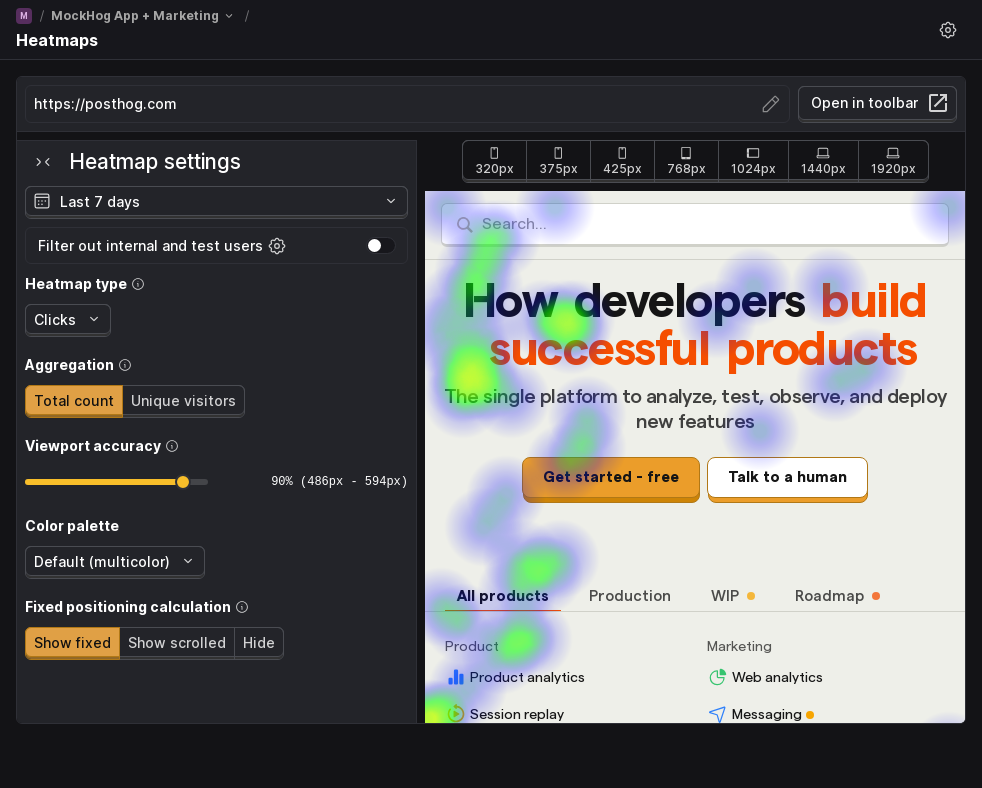 M / MockHog App + Marketing /
Heatmaps
https://posthog.com
Open in toolbar
Heatmap settings
Last 7 days
Filter out internal and test users
Heatmap type
Clicks
Aggregation
Total count Unique visitors
Viewport accuracy
90% (486px - 594px)
Color palette
Default (multicolor)
Fixed positioning calculation
Show fixed Show scrolled Hide
320px 375px 425px 768px 1024px 1440px 1920px
Search...
How developers build
successful products
The single platform to analyze, test, observe, and deploy
new features
Get started - free Talk to a human
All products Production WIP Roadmap
Product Marketing
Product analytics Web analytics
Session replay Messaging